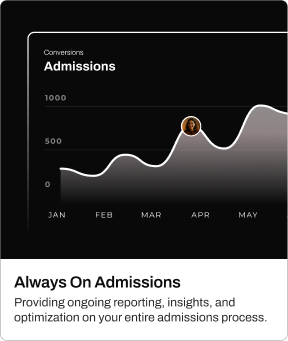 Conversions
Admissions
1000
500
0
JAN FEB MAR APR MAY
Always On Admissions
Providing ongoing reporting, insights, and
optimization on your entire admissions process.